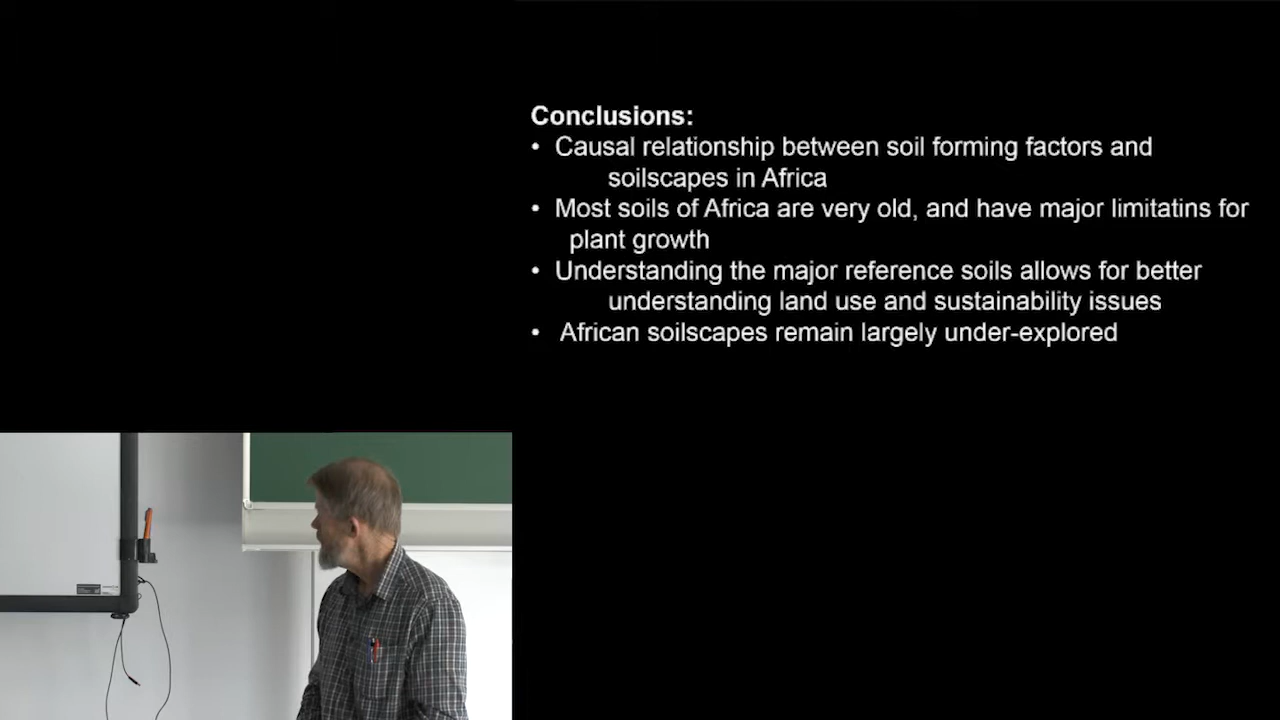 Conclusions:
• Causal relationship between soil forming factors and
soilscapes in Africa
• Most soils of Africa are very old, and have major limitatins for
plant growth
• Understanding the major reference soils allows for better
understanding land use and sustainability issues
• African soilscapes remain largely under-explored